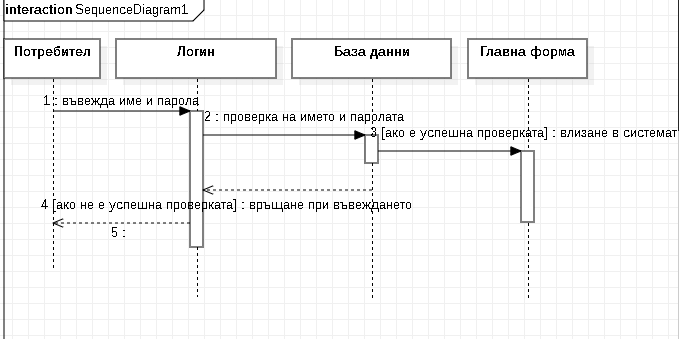 interaction SequenceDiagram1
Потребител
Логин
База данни
Главна форма
1 : въвежда име и парола
2 : проверка на името и паролата
3 [ако е успешна проверката] : влизане в системат
4 [ако не е успешна проверката] : връщане при въвеждането
5 :